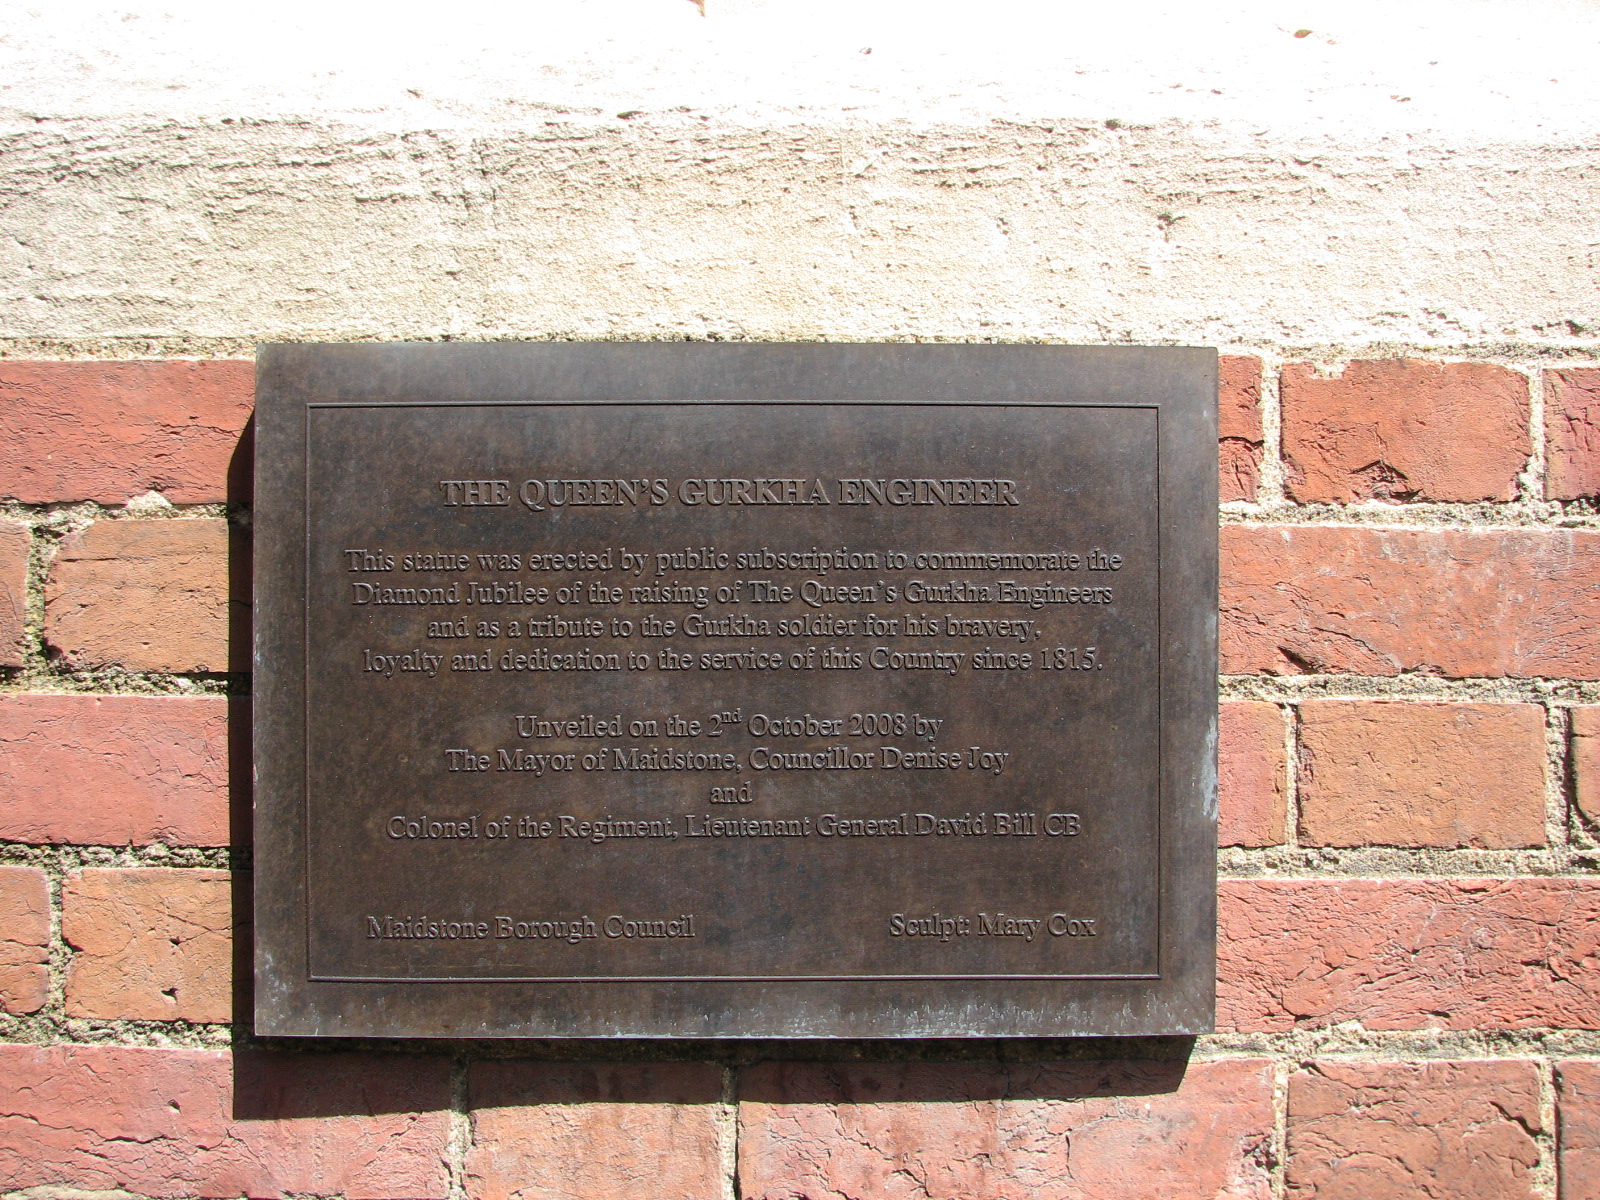 THE QUEEN'S GURKHA ENGINEER
This statue was erected by public subscription to commemorate the
Diamond Jubilee of the raising of The Queen's Gurkha Engineers
and as a tribute to the Gurkha soldier for his bravery,
loyalty and dedication to the service of this Country since 1815.
Unveiled on the 2nd October 2008 by
The Mayor of Maidstone, Councillor Denise Joy
and
Colonel of the Regiment, Lieutenant General David Bill CB
Maidstone Borough Council
Sculpt: Mary Cox